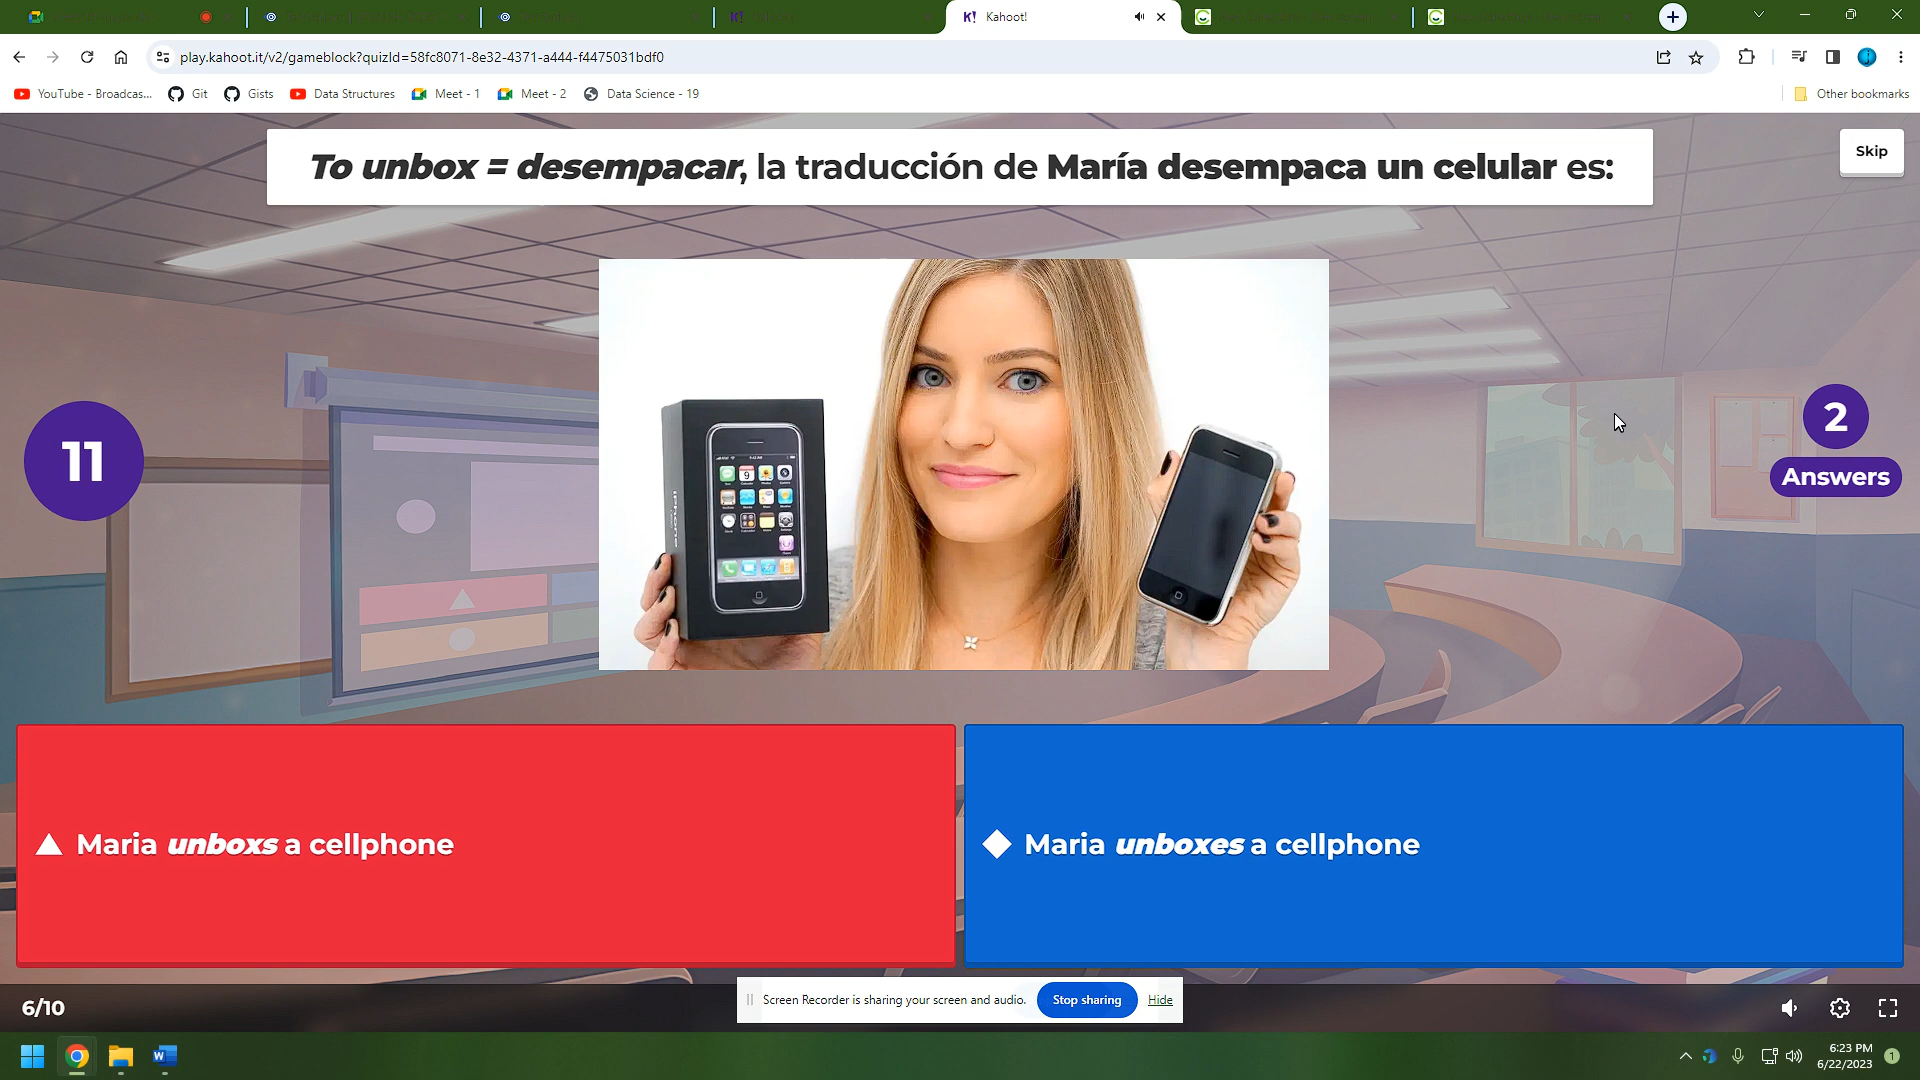 Kahoot!
play.kahoot.it/v2/gameblock?quizId=58fc8071-8e32-4371-a444-f4475031bdf0
YouTube - Broadcas... Git Gists Data Structures Meet - 1 Meet - 2 Data Science - 19 Other bookmarks
To unbox = desempacar, la traducción de María desempaca un celular es:
Skip
11
2
Answers
iPhone
Maria unboxs a cellphone
Maria unboxes a cellphone
6/10
Screen Recorder is sharing your screen and audio. Stop sharing Hide
6:23 PM
6/22/2023
1